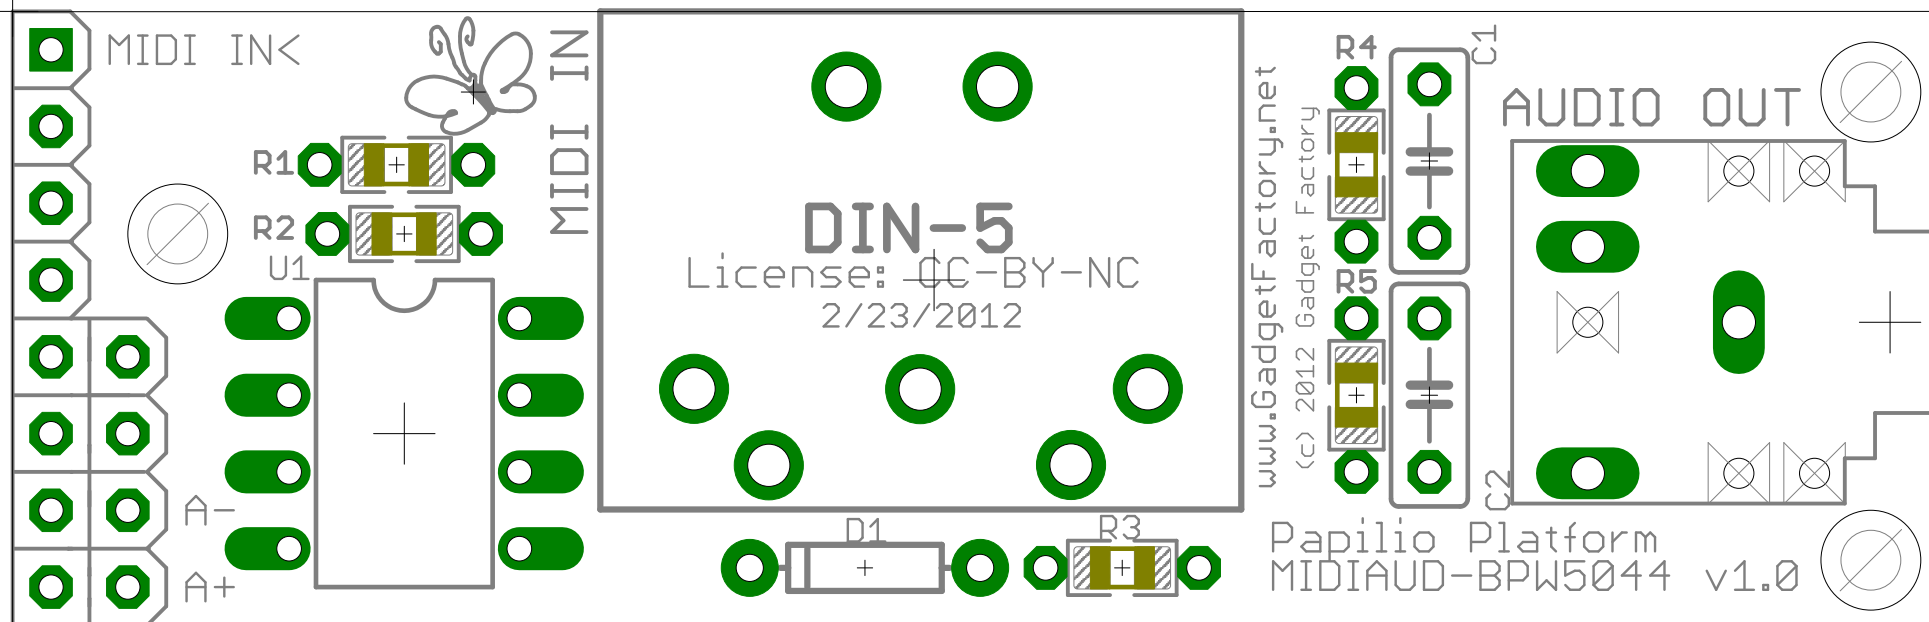 MIDI IN<
MIDI IN
R1
R2
U1
A-
A+
DIN-5
License: CC-BY-NC
2/23/2012
D1
R3
www.GadgetFactory.net
(c) 2012 Gadget Factory
R4
C1
R5
C2
AUDIO OUT
Papilio Platform
MIDIAUD-BPW5044 v1.0